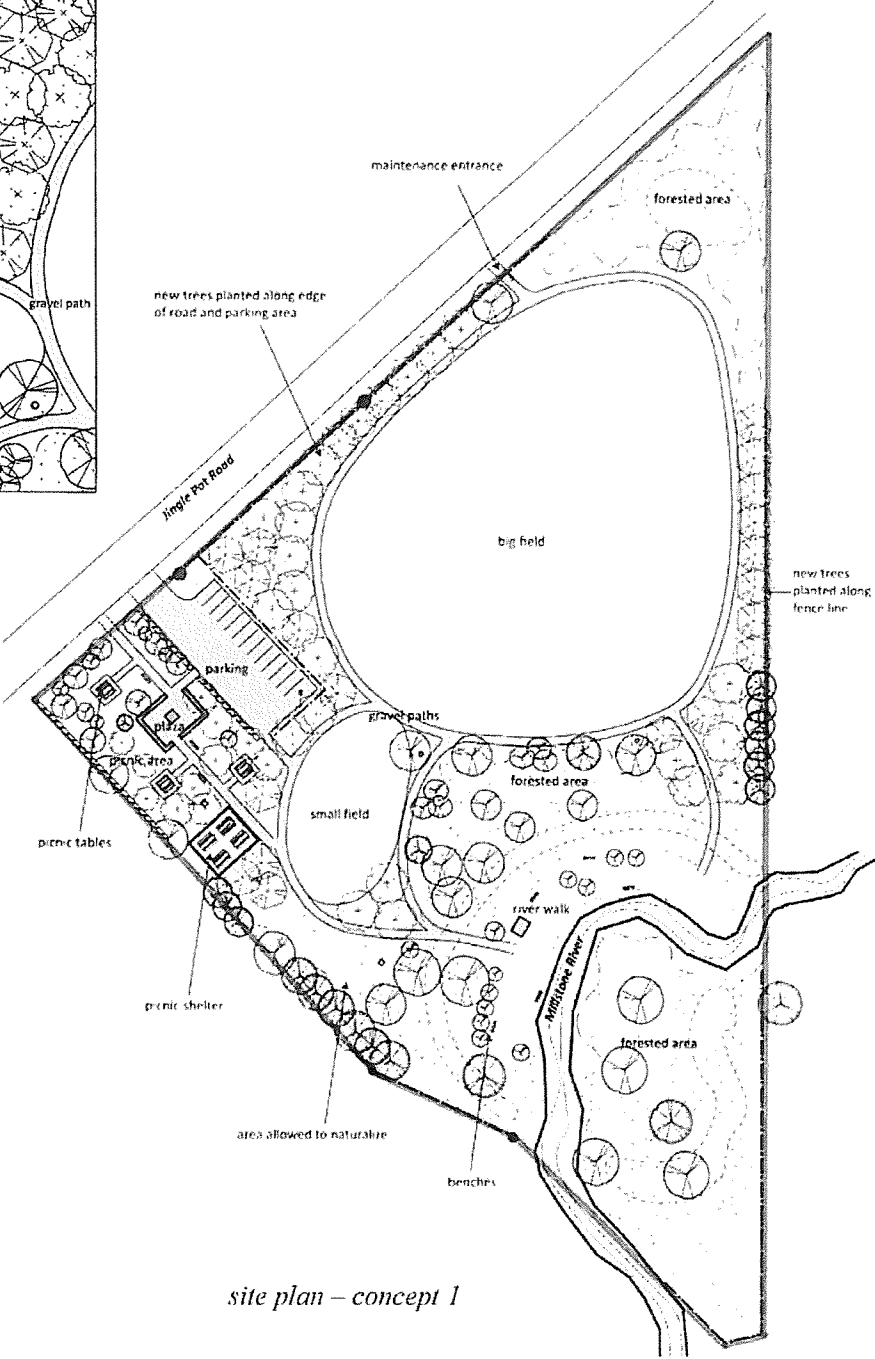 maintenance entrance
forested area
gravel path
new trees planted along edge
of road and parking area
Jingle Pot Road
big field
new trees
planted along
fence line
parking
gravel paths
plaza
picnic area
forested area
small field
picnic tables
river walk
Millstone River
picnic shelter
forested area
area allowed to naturalize
benches
site plan – concept 1